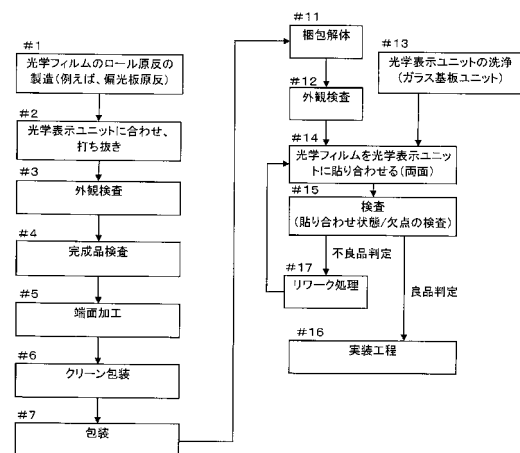 #1
光学フィルムのロール原反の
製造(例えば、偏光板原反)
#2
光学表示ユニットに合わせ、
打ち抜き
#3
外観検査
#4
完成品検査
#5
端面加工
#6
クリーン包装
#7
包装
#11
梱包解体
#12
外観検査
#13
光学表示ユニットの洗浄
(ガラス基板ユニット)
#14
光学フィルムを光学表示ユニッ
トに貼り合わせる(両面)
#15
検査
(貼り合わせ状態/欠点の検査)
不良品判定
#17
リワーク処理
良品判定
#16
実装工程